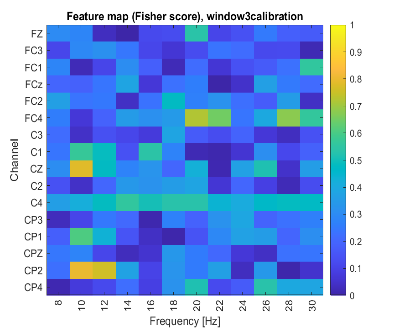 Feature map (Fisher score), window3calibration
Channel
FZ
FC3
FC1
FCz
FC2
FC4
C3
C1
CZ
C2
C4
CP3
CP1
CPZ
CP2
CP4
8 10 12 14 16 18 20 22 24 26 28 30
Frequency [Hz]
1
0.9
0.8
0.7
0.6
0.5
0.4
0.3
0.2
0.1
0